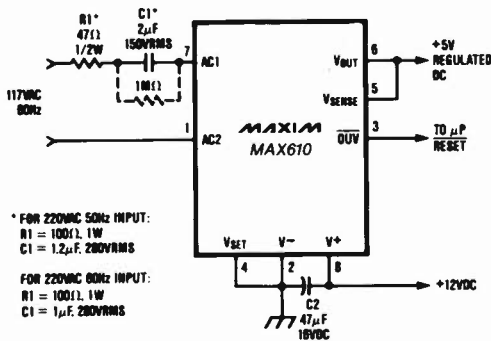 R1*
47Ω
1/2W
C1*
2µF
150VRMS
7
AC1
1MΩ
117VAC
60Hz
1
AC2
MAXIM
MAX610
VOUT
6
+5V
REGULATED
DC
VSENSE
5
OUV
3
TO µP
RESET
VSET
V−
V+
4
2
8
+12VDC
C2
47µF
16VDC
* FOR 220VAC 50Hz INPUT:
R1 = 100Ω, 1W
C1 = 1.2µF, 280VRMS
FOR 220VAC 60Hz INPUT:
R1 = 100Ω, 1W
C1 = 1µF, 280VRMS